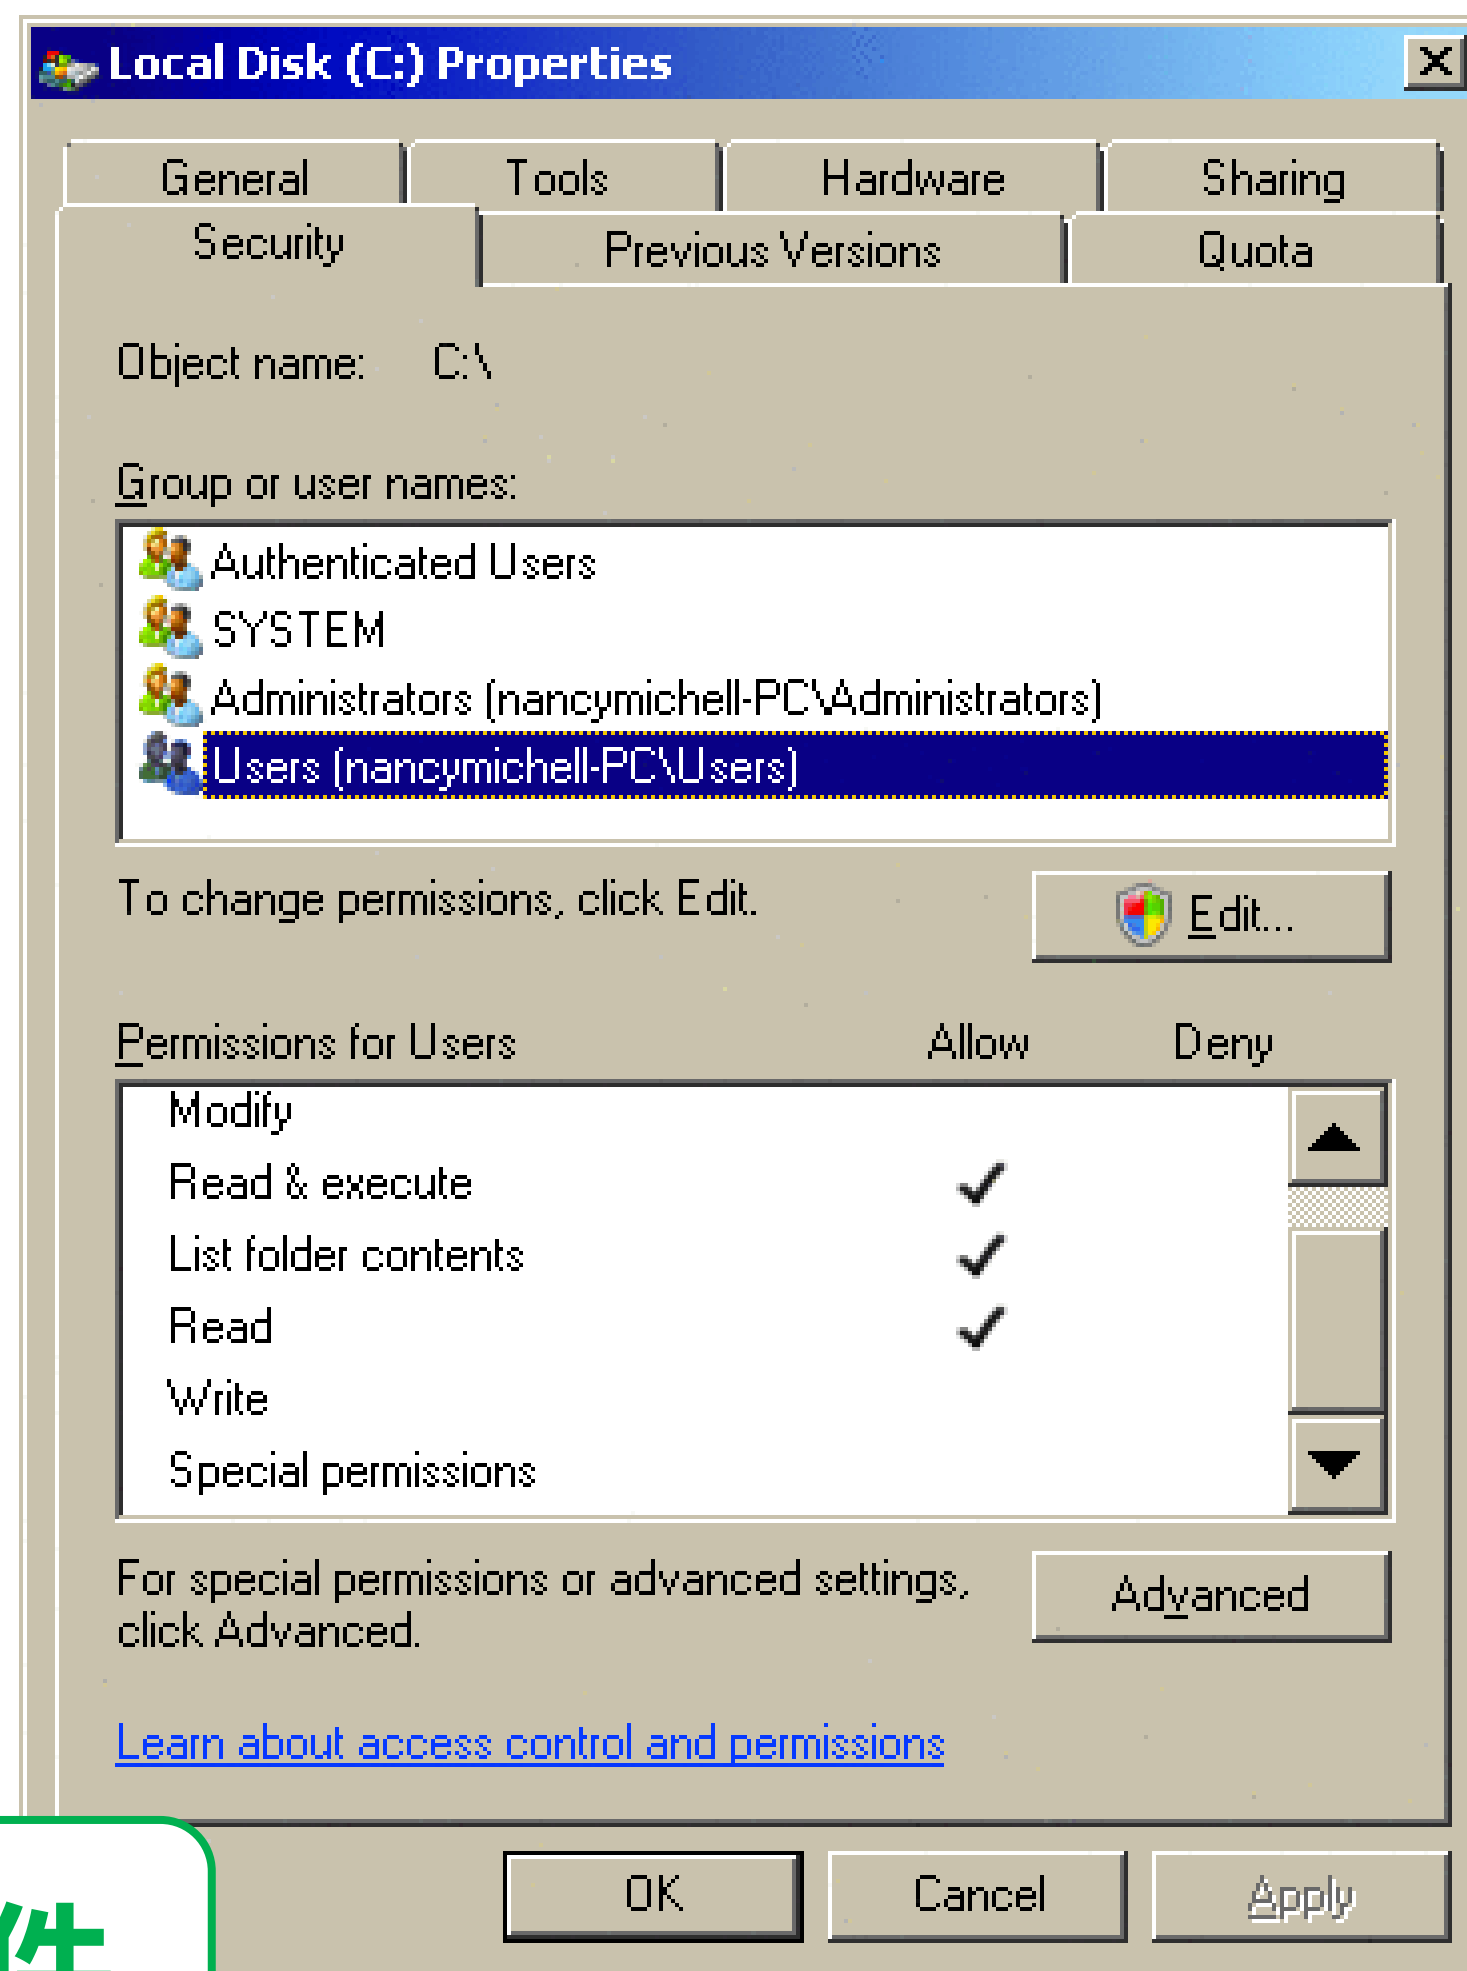 Local Disk (C:) Properties
General Tools Hardware Sharing
Security Previous Versions Quota
Object name: C:\
Group or user names:
Authenticated Users
SYSTEM
Administrators (nancymichell-PC\Administrators)
Users (nancymichell-PC\Users)
To change permissions, click Edit.
Edit...
Permissions for Users Allow Deny
Modify
Read & execute
List folder contents
Read
Write
Special permissions
For special permissions or advanced settings,
click Advanced.
Advanced
Learn about access control and permissions
OK Cancel Apply
件